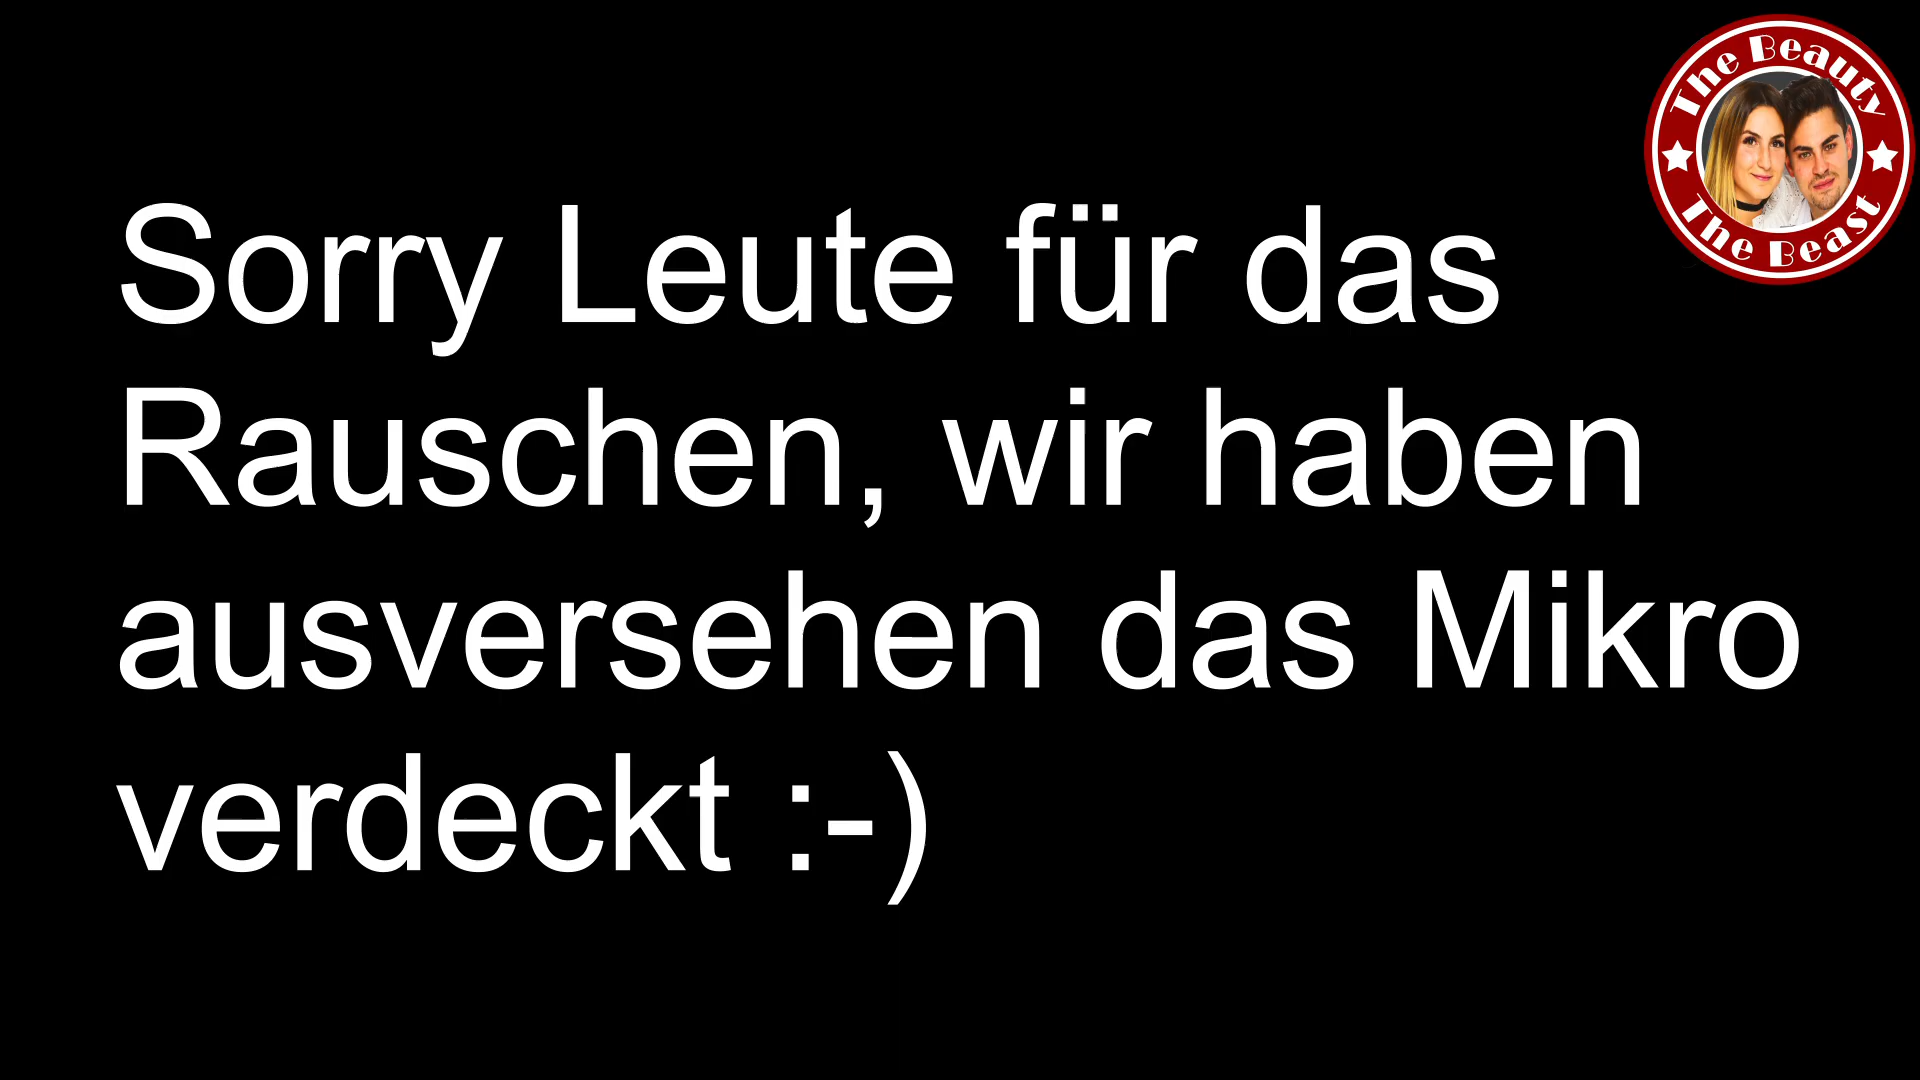 The Beauty
The Beast
Sorry Leute für das
Rauschen, wir haben
ausversehen das Mikro
verdeckt :-)